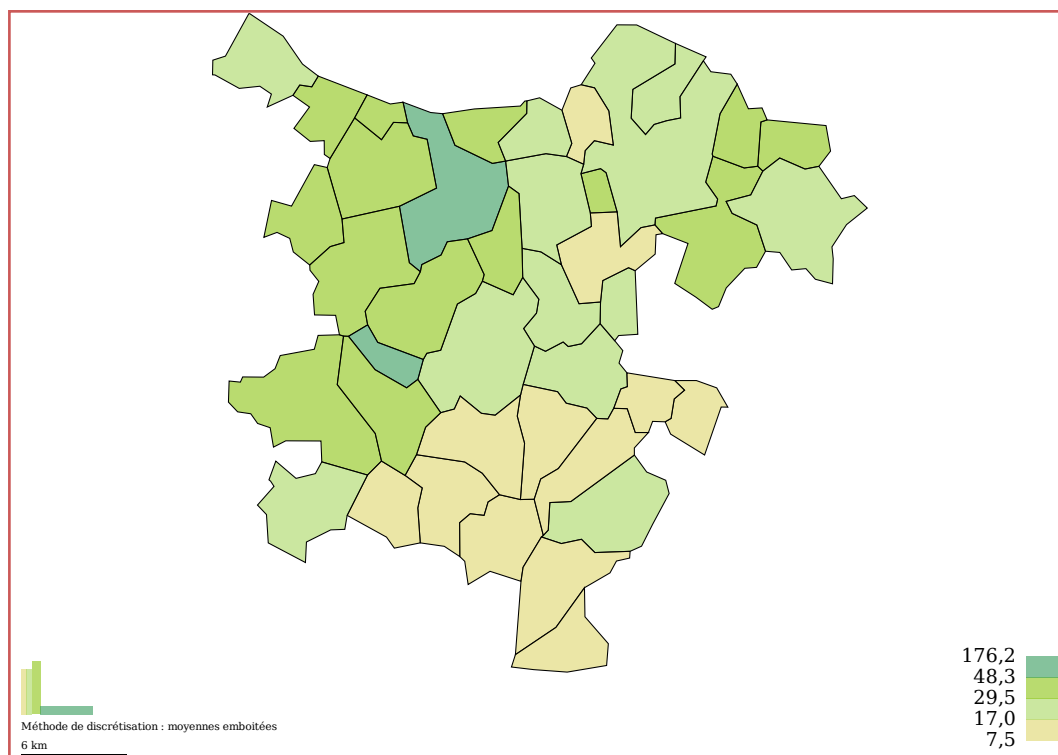 176,2
48,3
29,5
17,0
7,5
Méthode de discrétisation : moyennes emboitées
6 km